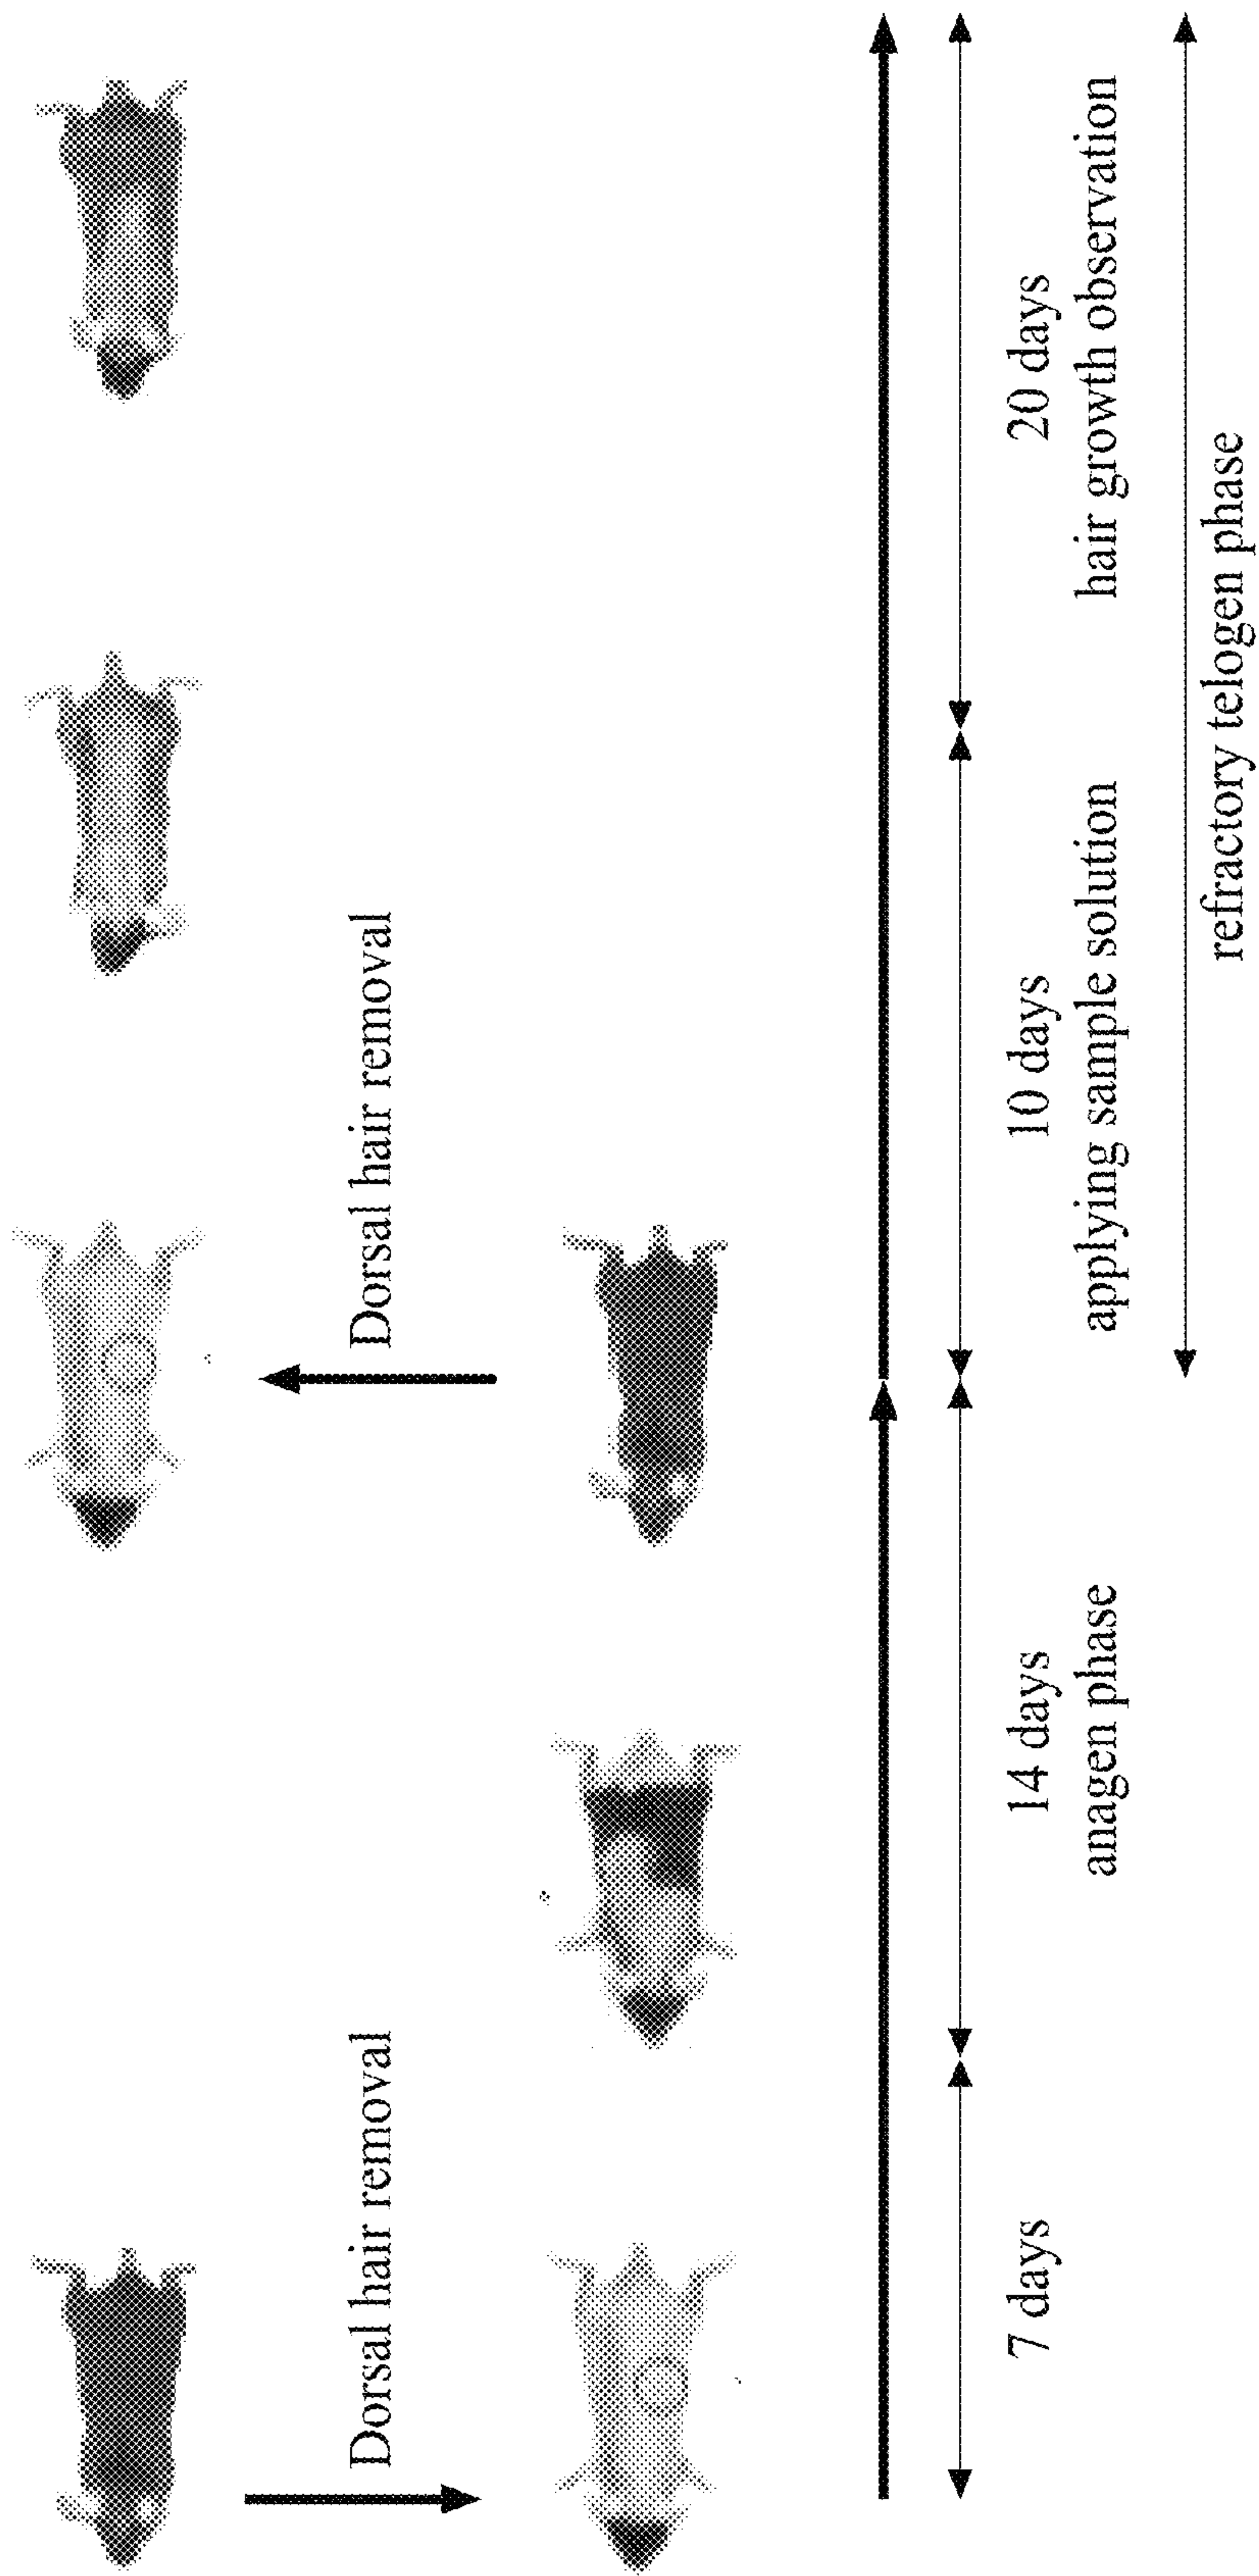 Dorsal hair removal
Dorsal hair removal
7 days
14 days
anagen phase
10 days
applying sample solution
20 days
hair growth observation
refractory telogen phase